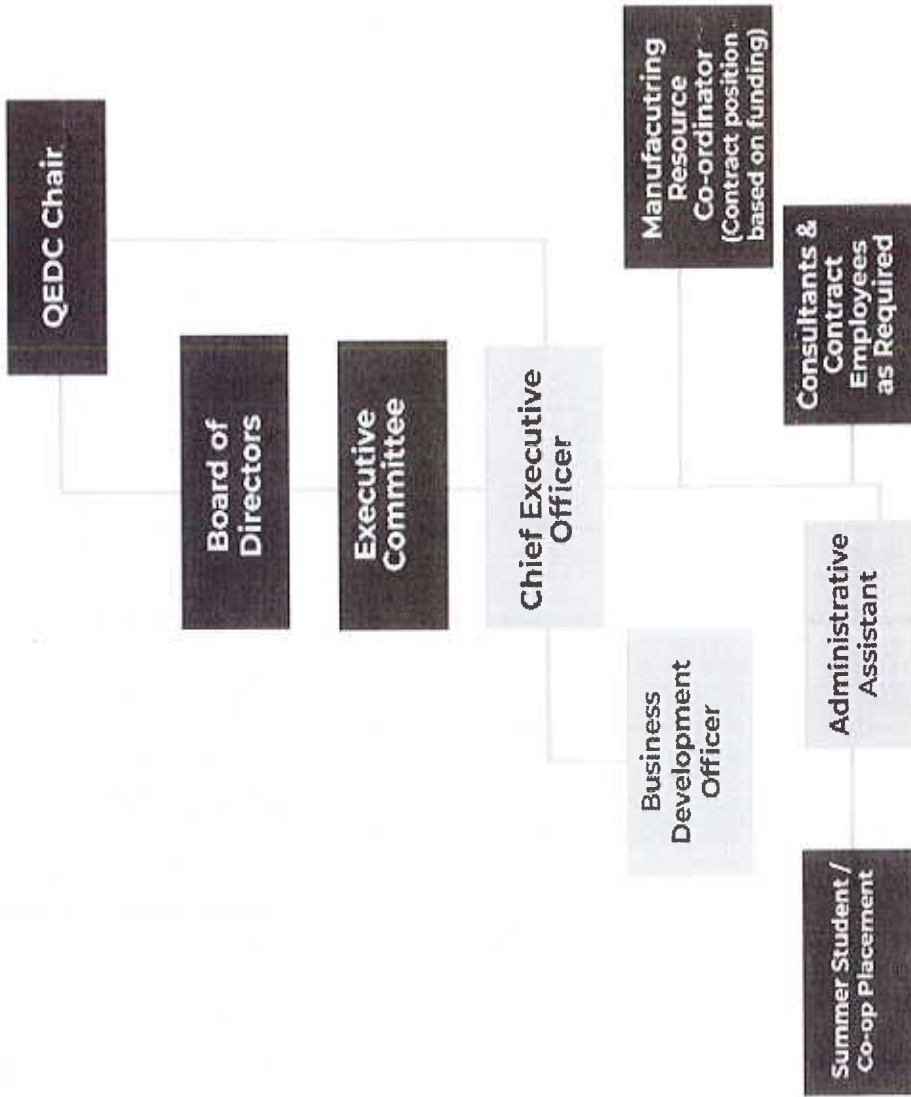 QEDC Chair
Board of
Directors
Executive
Committee
Chief Executive
Officer
Business
Development
Officer
Manufacutring
Resource
Co-ordinator
(Contract position
based on funding)
Consultants &
Contract
Employees
as Required
Administrative
Assistant
Summer Student /
Co-op Placement